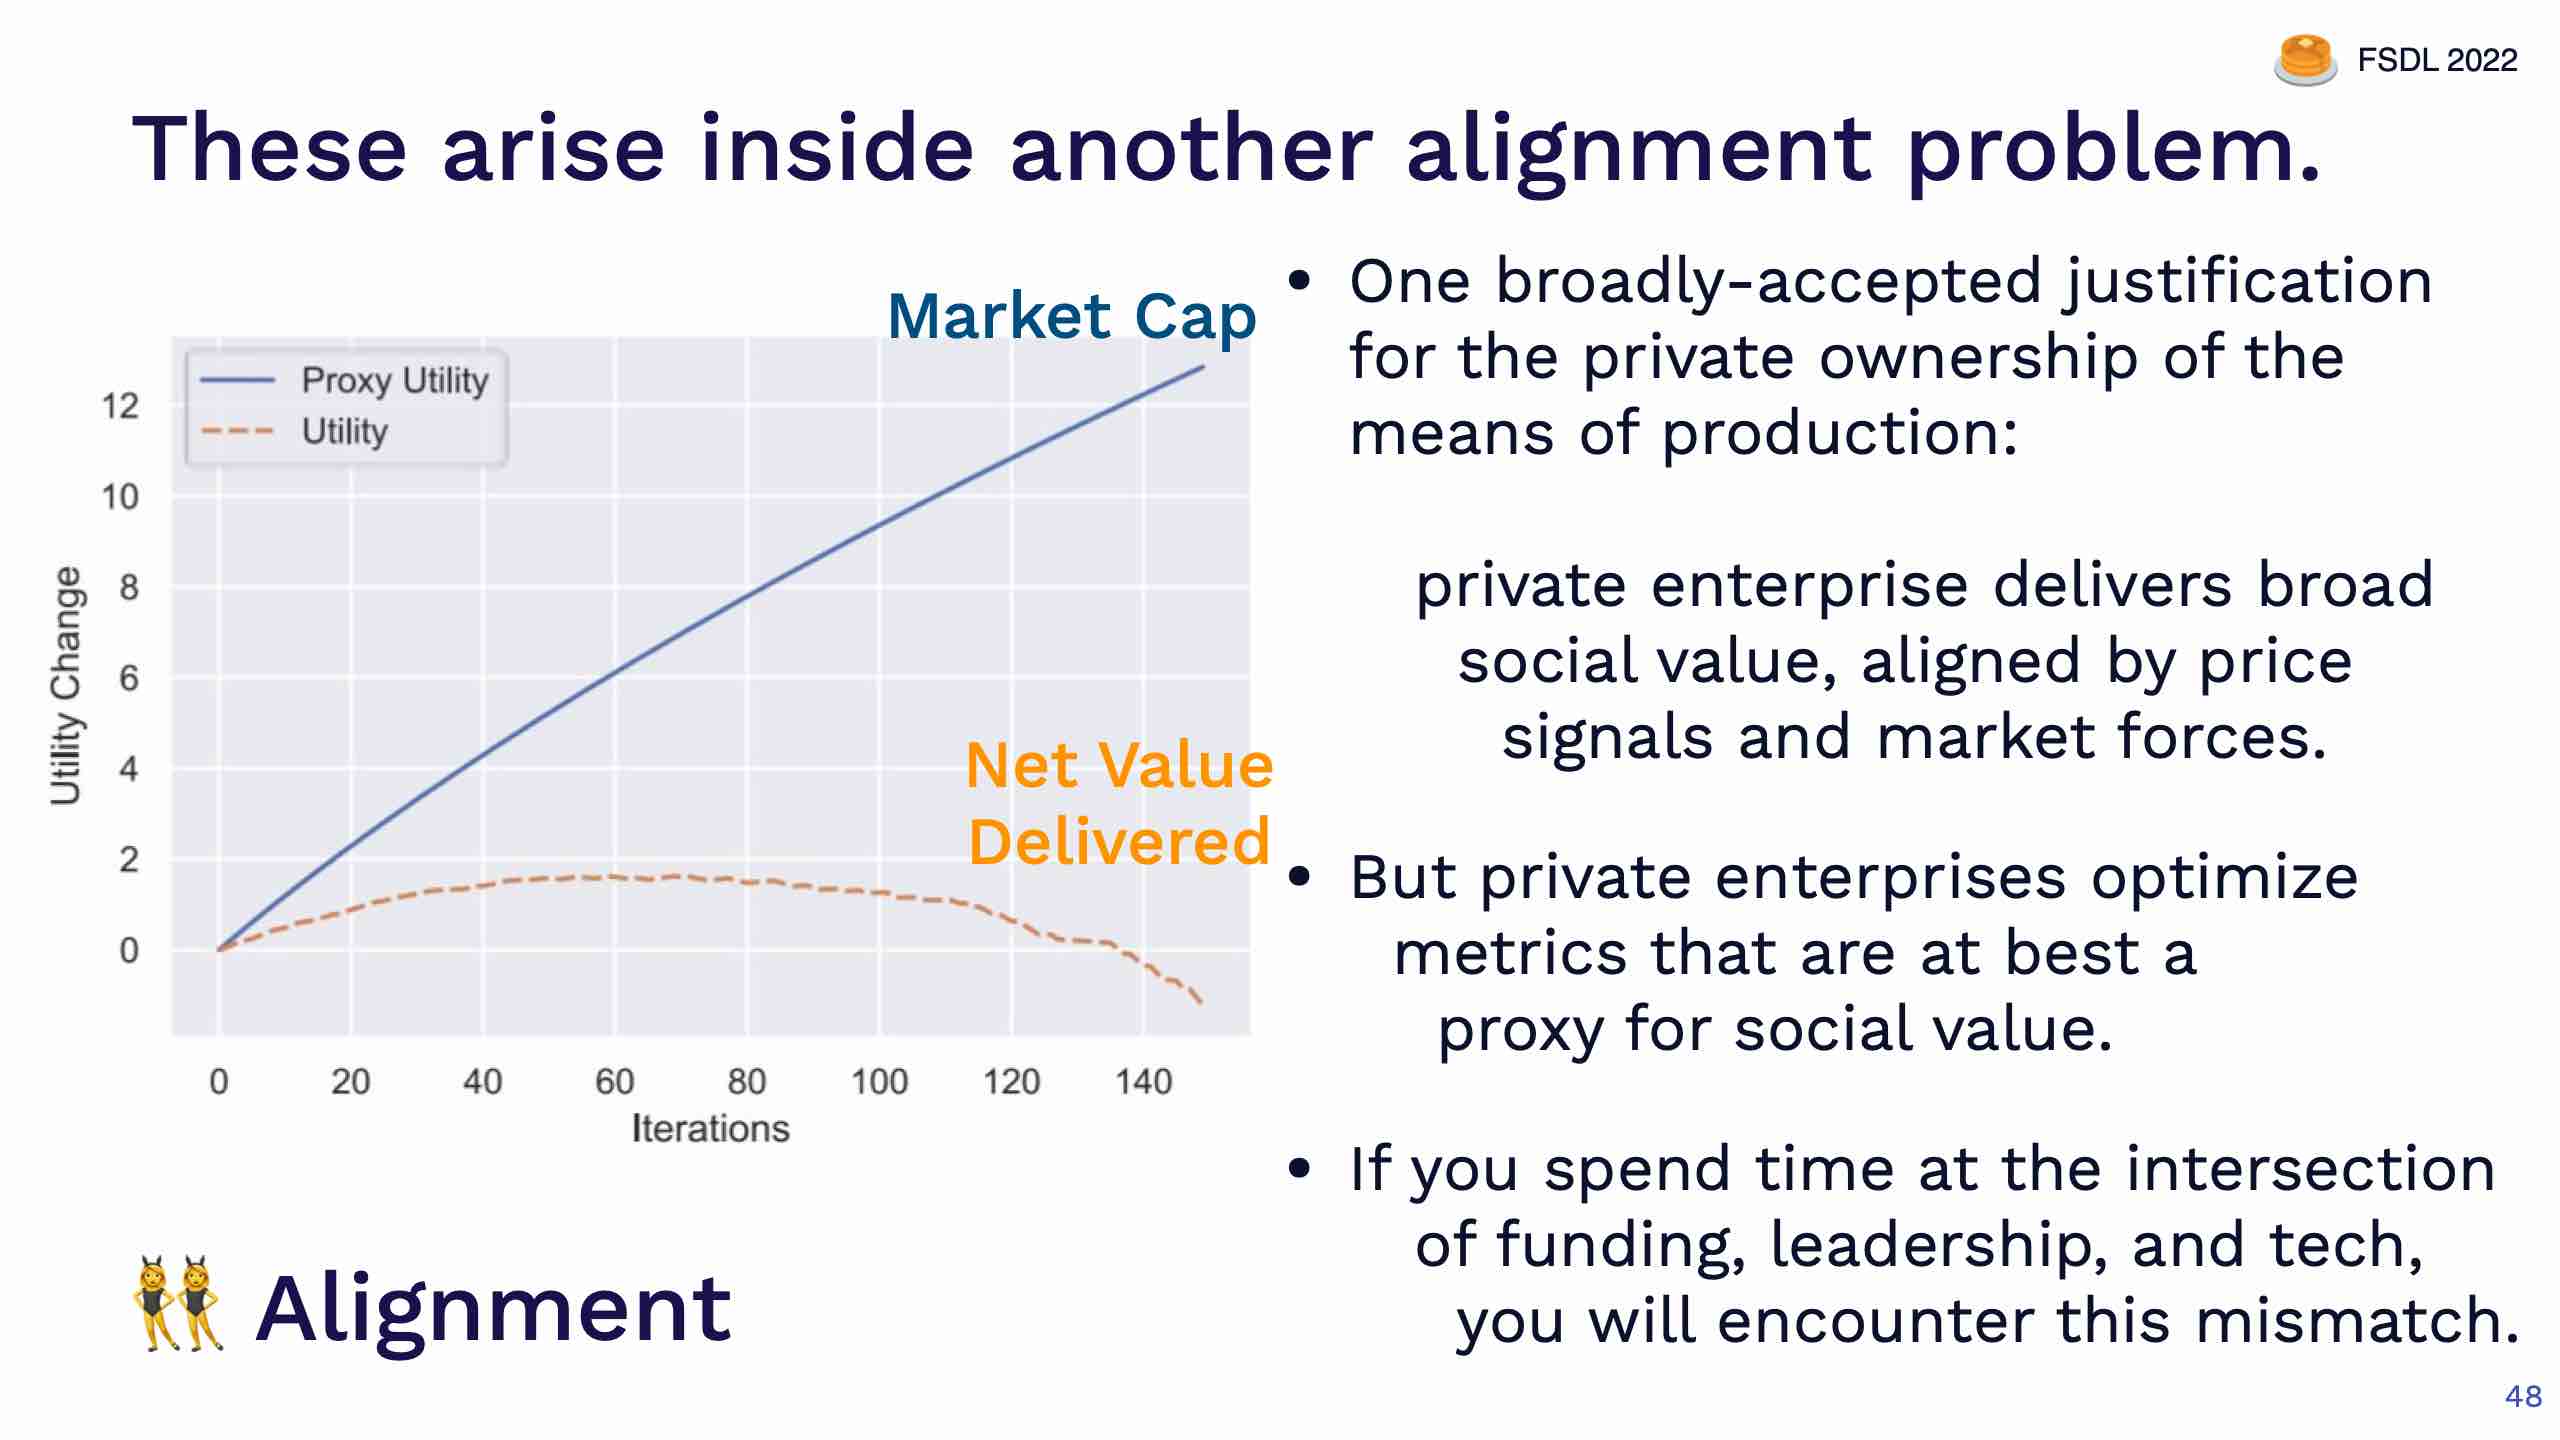 FSDL 2022
These arise inside another alignment problem.
Market Cap
Proxy Utility
Utility
12
10
8
6
4
2
0
Utility Change
Net Value
Delivered
0 20 40 60 80 100 120 140
Iterations
• One broadly-accepted justification
for the private ownership of the
means of production:
private enterprise delivers broad
social value, aligned by price
signals and market forces.
• But private enterprises optimize
metrics that are at best a
proxy for social value.
• If you spend time at the intersection
of funding, leadership, and tech,
you will encounter this mismatch.
Alignment
48